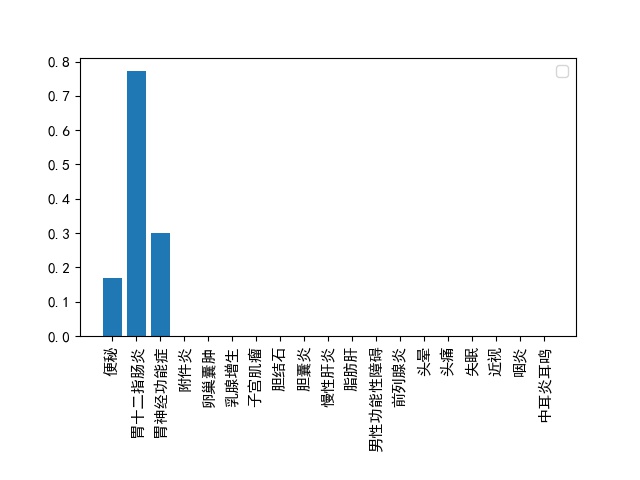 0.8
0.7
0.6
0.5
0.4
0.3
0.2
0.1
0.0
便秘
胃十二指肠炎
胃神经功能症
附件炎
卵巢囊肿
乳腺增生
子宫肌瘤
胆结石
胆囊炎
慢性肝炎
脂肪肝
男性功能性障碍
前列腺炎
头晕
头痛
失眠
近视
咽炎
中耳炎耳鸣